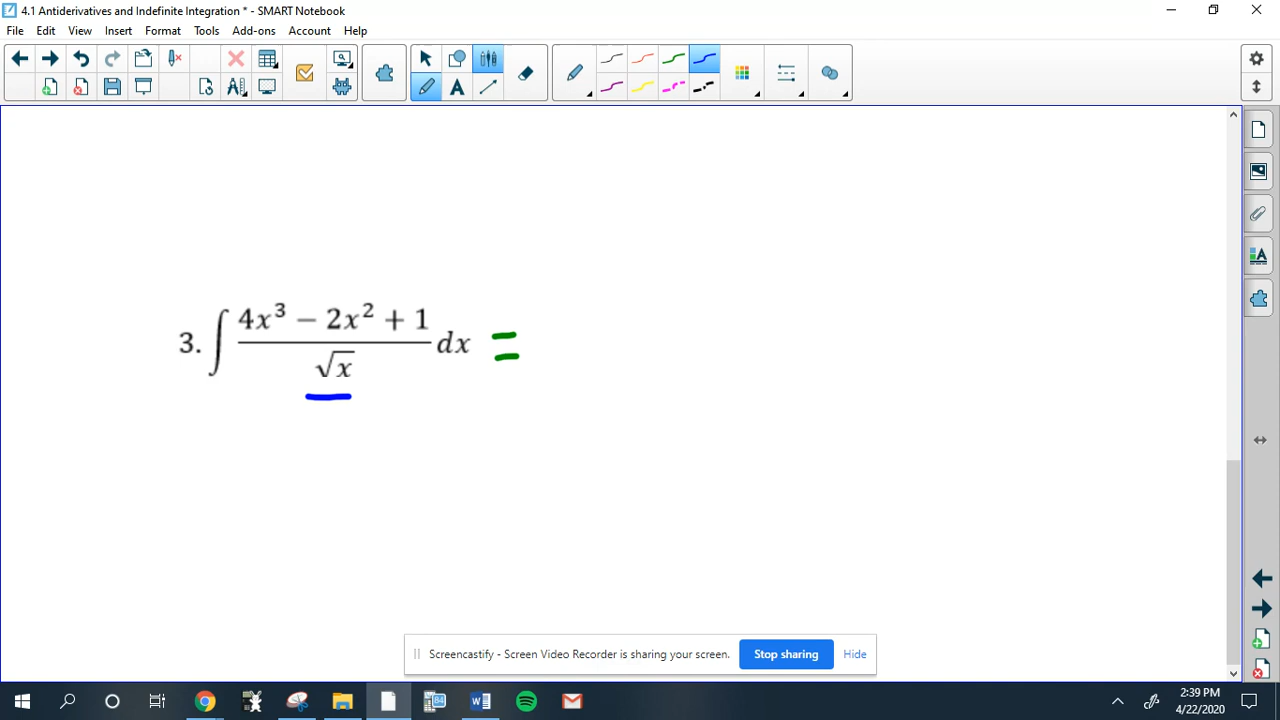 4.1 Antiderivatives and Indefinite Integration * - SMART Notebook
File Edit View Insert Format Tools Add-ons Account Help
3. ∫ (4x³ − 2x² + 1)/√x dx =
Screencastify - Screen Video Recorder is sharing your screen. Stop sharing Hide
2:39 PM
4/22/2020